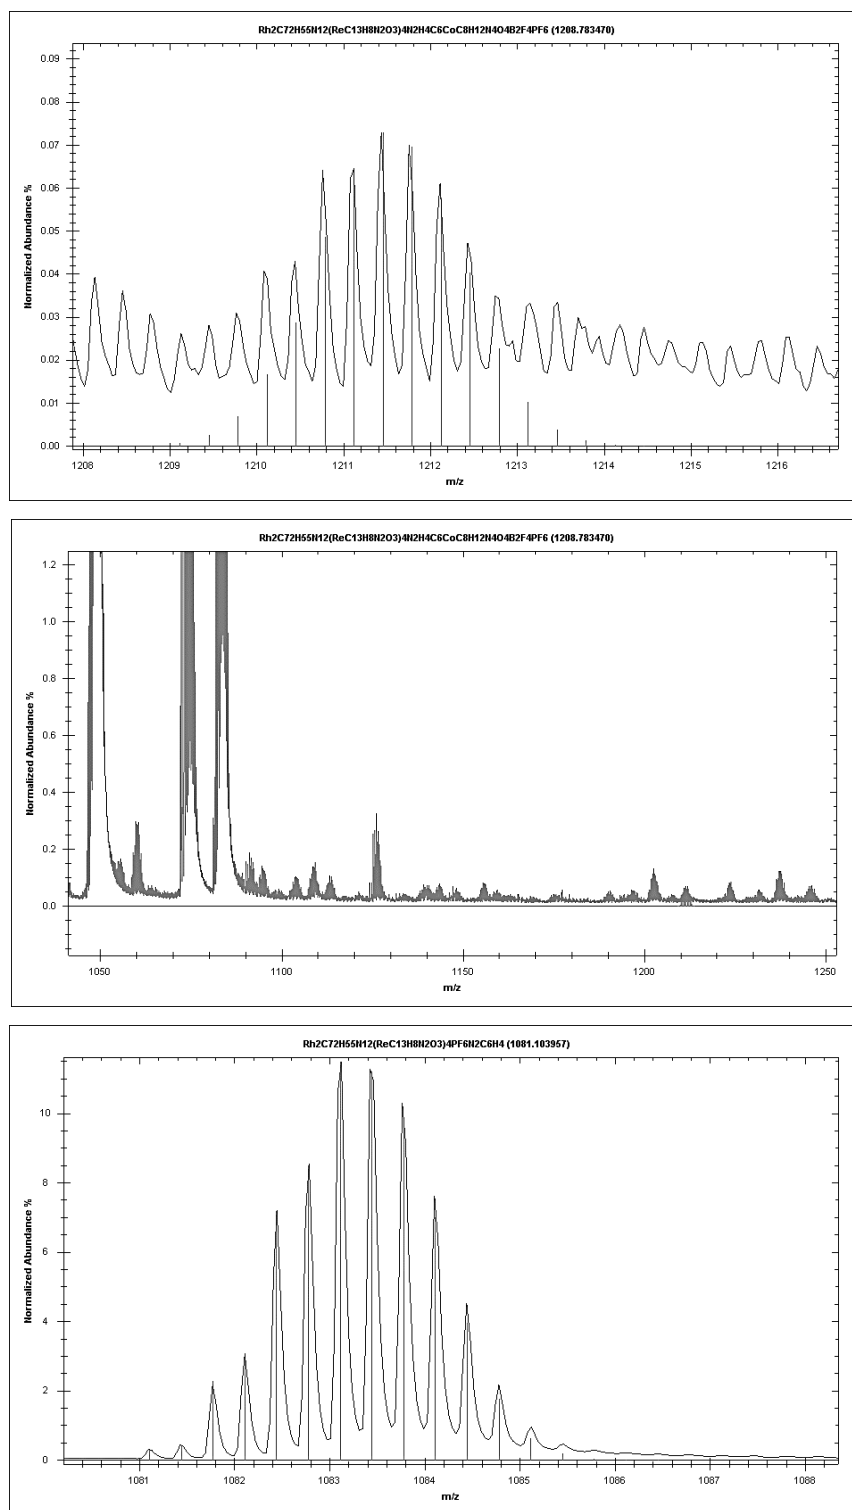 Rh2C72H55N12(ReC13H8N2O3)4N2H4C6CoC8H12N4O4B2F4PF6 (1208.783470)
0.09
0.08
0.07
0.06
0.05
0.04
0.03
0.02
0.01
0.00
Normalized Abundance %
1208 1209 1210 1211 1212 1213 1214 1215 1216
m/z
Rh2C72H55N12(ReC13H8N2O3)4N2H4C6CoC8H12N4O4B2F4PF6 (1208.783470)
1.2
1.0
0.8
0.6
0.4
0.2
0.0
Normalized Abundance %
1050 1100 1150 1200 1250
m/z
Rh2C72H55N12(ReC13H8N2O3)4PF6N2C6H4 (1081.103957)
10
8
6
4
2
0
Normalized Abundance %
1081 1082 1083 1084 1085 1086 1087 1088
m/z